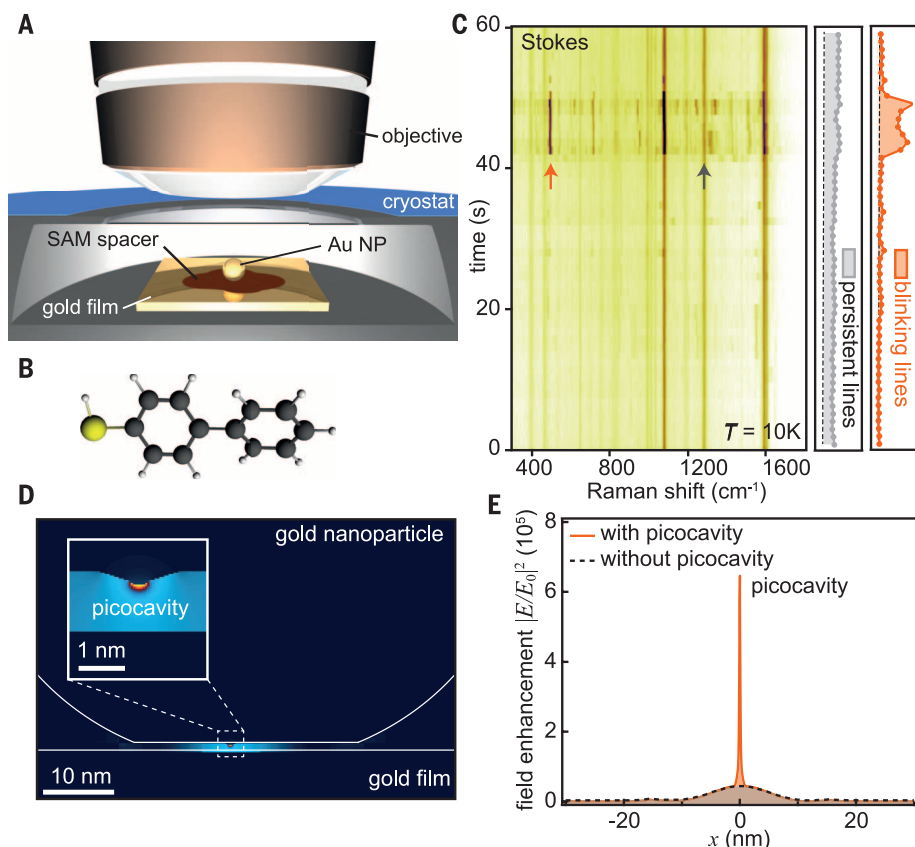 A
objective
cryostat
SAM spacer
Au NP
gold film
B
C
Stokes
T = 10K
time (s)
60
40
20
0
400
800
1200
1600
Raman shift (cm⁻¹)
persistent lines
blinking lines
D
gold nanoparticle
picocavity
1 nm
10 nm
gold film
E
with picocavity
without picocavity
picocavity
field enhancement |E/E₀|² (10⁵)
8
6
4
2
0
-20
0
20
x (nm)